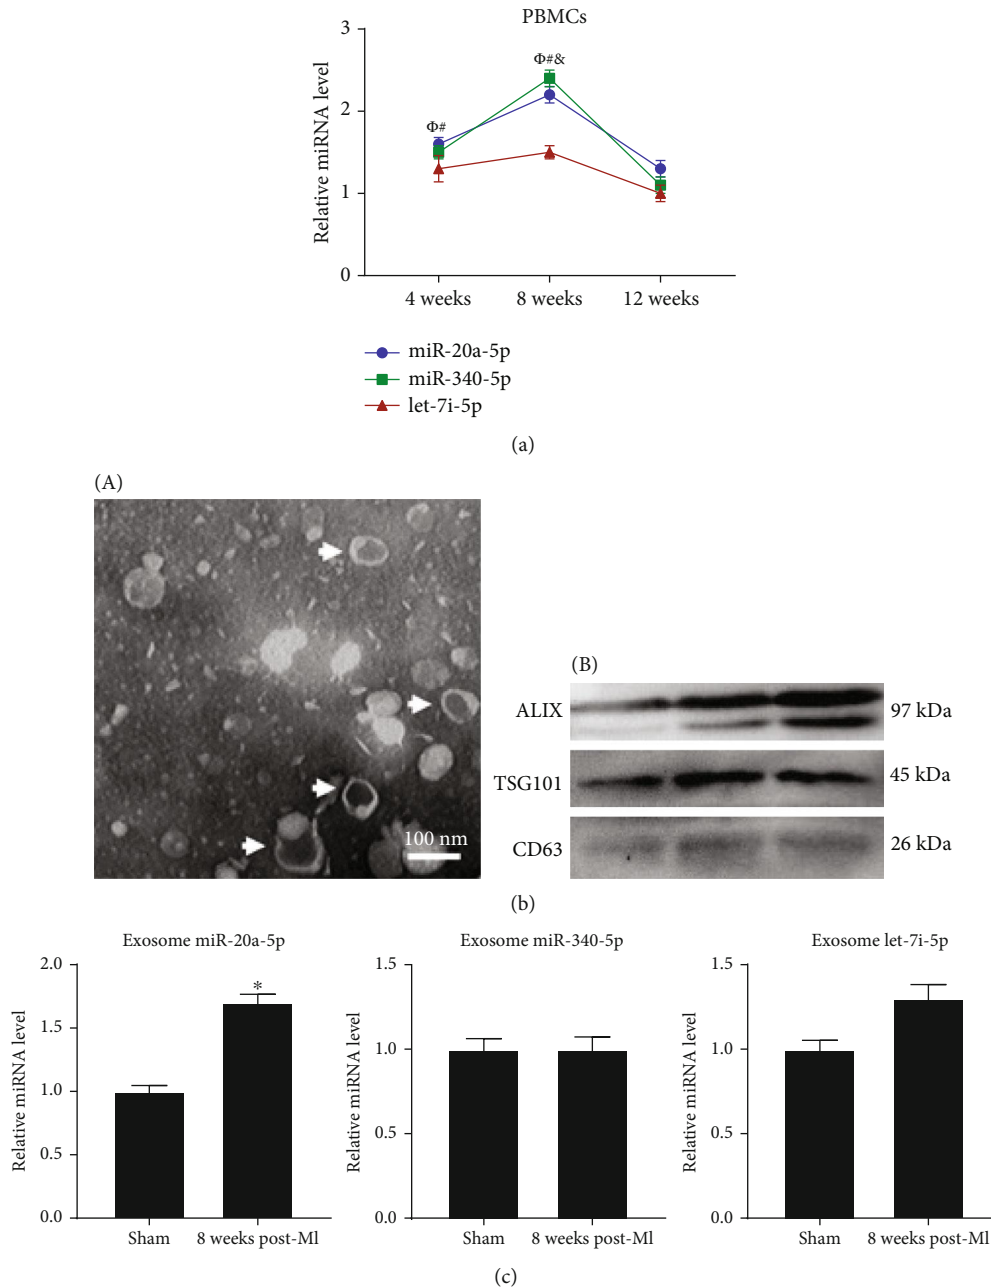 PBMCs
Relative miRNA level
3
2
1
0
Φ#
Φ#&
4 weeks
8 weeks
12 weeks
miR-20a-5p
miR-340-5p
let-7i-5p
(a)
(A)
100 nm
(B)
ALIX
97 kDa
TSG101
45 kDa
CD63
26 kDa
(b)
Exosome miR-20a-5p
Relative miRNA level
2.0
1.5
1.0
0.5
0.0
*
Sham
8 weeks post-MI
Exosome miR-340-5p
Relative miRNA level
1.5
1.0
0.5
0.0
Sham
8 weeks post-MI
Exosome let-7i-5p
Relative miRNA level
1.5
1.0
0.5
0.0
Sham
8 weeks post-MI
(c)